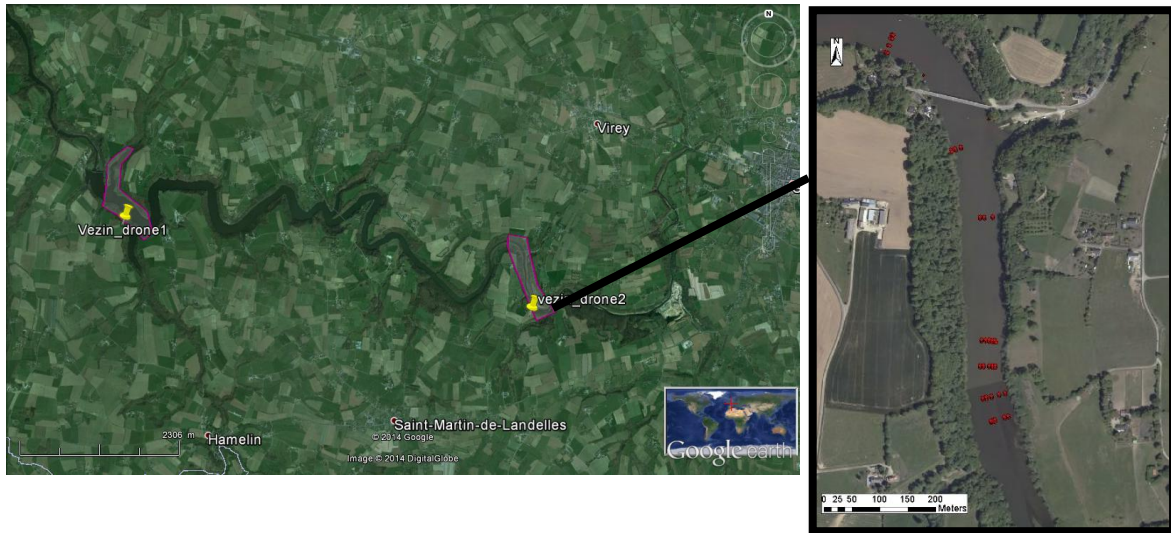 N
Virey
Vezin_drone1
vezin_drone2
Saint-Martin-de-Landelles
© 2014 Google
2306 m
Hamelin
Image © 2014 DigitalGlobe
Google earth
N
0 25 50 100 150 200
Meters